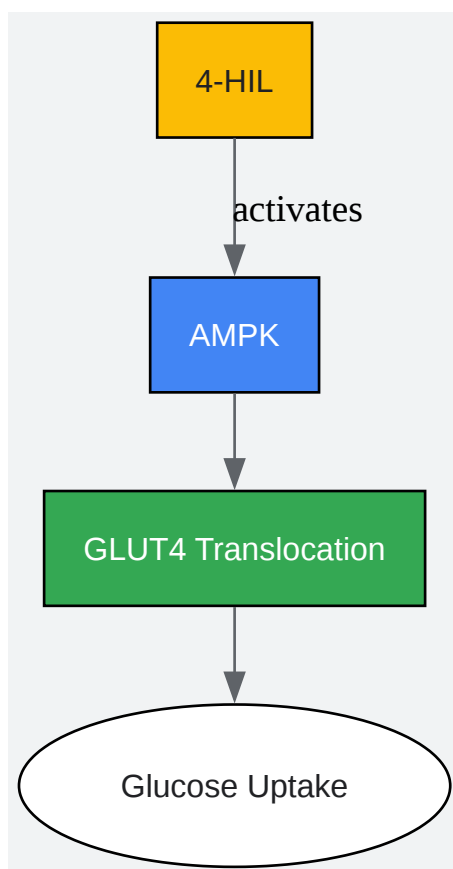 4-HIL
activates
AMPK
GLUT4 Translocation
Glucose Uptake